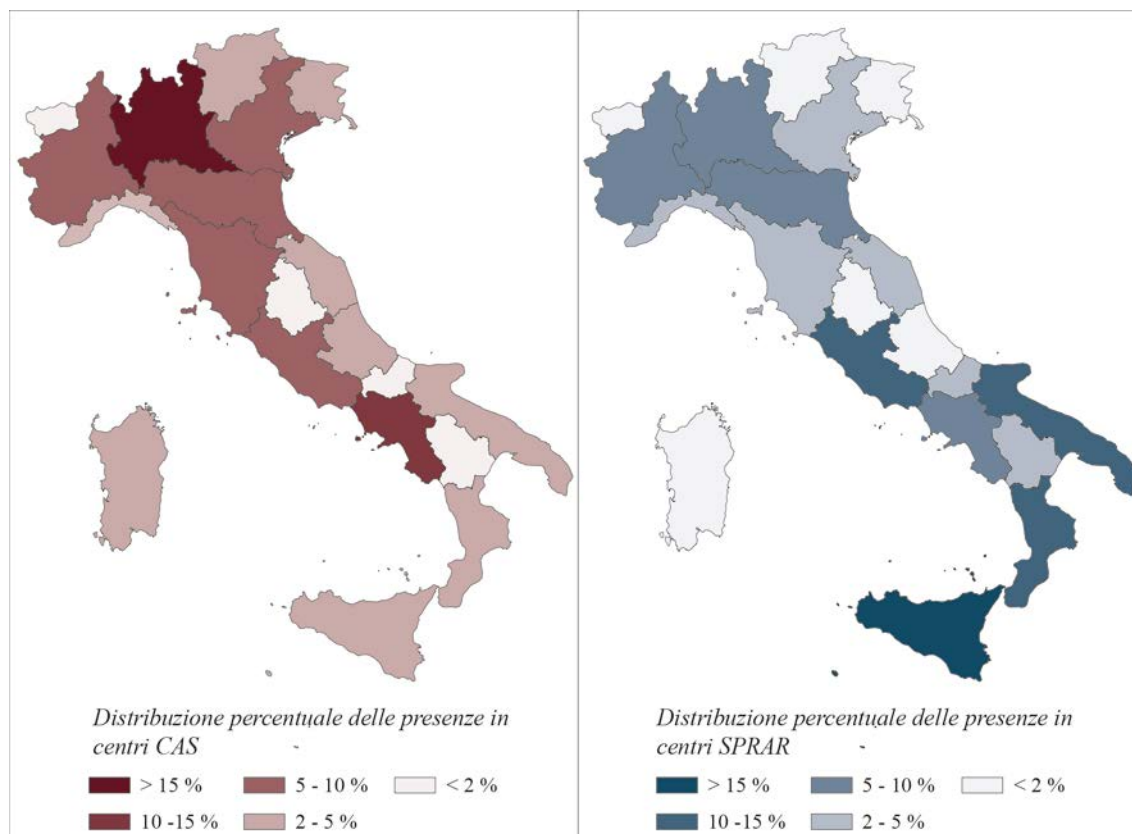 Distribuzione percentuale delle presenze in
centri CAS
> 15 %
5 - 10 %
< 2 %
10 -15 %
2 - 5 %
Distribuzione percentuale delle presenze in
centri SPRAR
> 15 %
5 - 10 %
< 2 %
10 -15 %
2 - 5 %